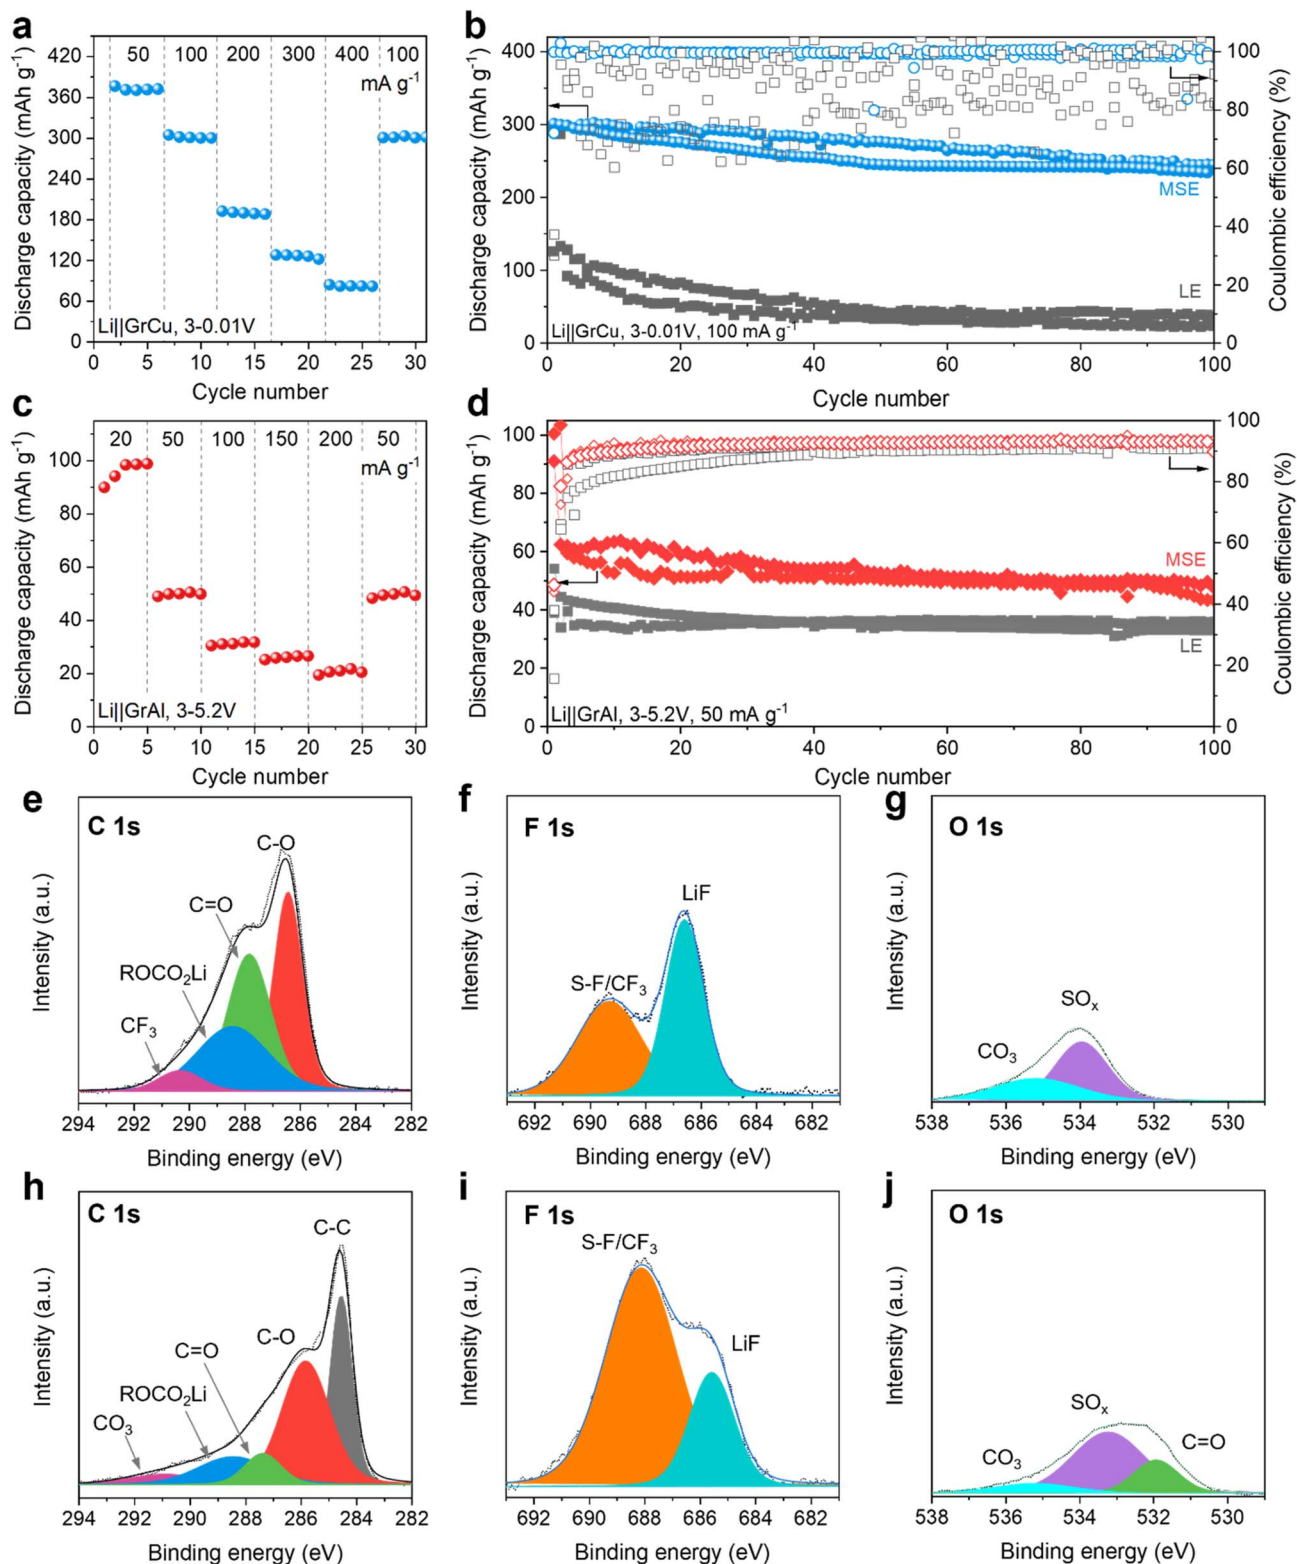 a
50 100 200 300 400 100
mA g⁻¹
420
360
300
240
180
120
60
0
Discharge capacity (mAh g⁻¹)
Li||GrCu, 3-0.01V
0 5 10 15 20 25 30
Cycle number
b
400
300
200
100
0
Discharge capacity (mAh g⁻¹)
100
80
60
40
20
0
Coulombic efficiency (%)
MSE
LE
Li||GrCu, 3-0.01V, 100 mA g⁻¹
0 20 40 60 80 100
Cycle number
c
20 50 100 150 200 50
mA g⁻¹
100
80
60
40
20
0
Discharge capacity (mAh g⁻¹)
Li||GrAl, 3-5.2V
0 5 10 15 20 25 30
Cycle number
d
100
80
60
40
20
0
Discharge capacity (mAh g⁻¹)
100
80
60
40
20
0
Coulombic efficiency (%)
MSE
LE
Li||GrAl, 3-5.2V, 50 mA g⁻¹
0 20 40 60 80 100
Cycle number
e
C 1s
C-O
C=O
ROCO₂Li
CF₃
Intensity (a.u.)
294 292 290 288 286 284 282
Binding energy (eV)
f
F 1s
LiF
S-F/CF₃
Intensity (a.u.)
692 690 688 686 684 682
Binding energy (eV)
g
O 1s
SOₓ
CO₃
Intensity (a.u.)
538 536 534 532 530
Binding energy (eV)
h
C 1s
C-C
C-O
C=O
ROCO₂Li
CO₃
Intensity (a.u.)
294 292 290 288 286 284 282
Binding energy (eV)
i
F 1s
S-F/CF₃
LiF
Intensity (a.u.)
692 690 688 686 684 682
Binding energy (eV)
j
O 1s
SOₓ
C=O
CO₃
Intensity (a.u.)
538 536 534 532 530
Binding energy (eV)